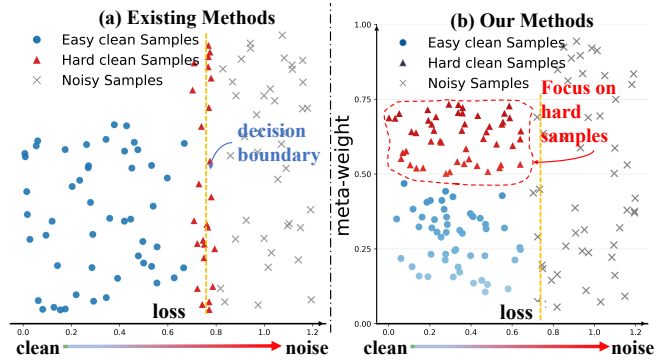 (a) Existing Methods
Easy clean Samples
Hard clean Samples
Noisy Samples
decision
boundary
loss
0.0 0.2 0.4 0.6 0.8 1.0 1.2
clean noise
(b) Our Methods
1.00
Easy clean Samples
Hard clean Samples
Noisy Samples
Focus on
hard
samples
0.75
0.50
0.25
0.00
meta-weight
loss
0.0 0.2 0.4 0.6 0.8 1.0 1.2
clean noise